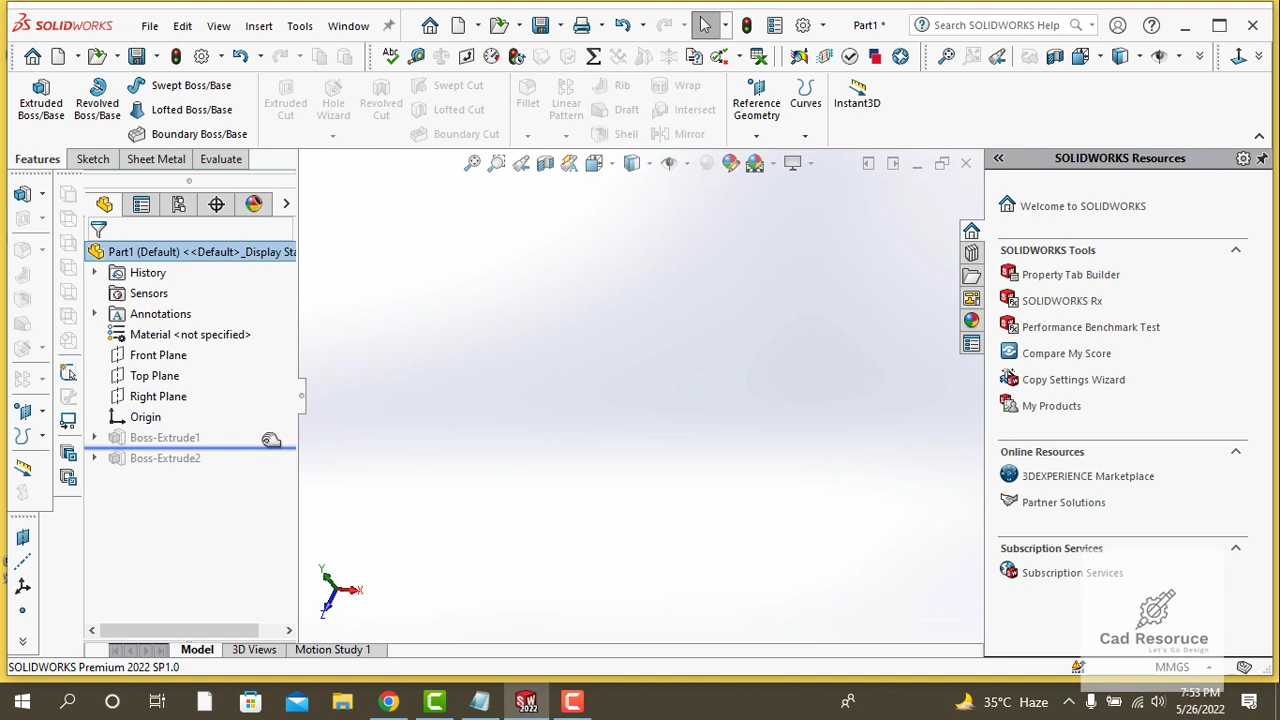 SOLIDWORKS File Edit View Insert Tools Window Part1 * Search SOLIDWORKS Help
Extruded Boss/Base
Revolved Boss/Base
Swept Boss/Base
Lofted Boss/Base
Boundary Boss/Base
Extruded Cut
Hole Wizard
Revolved Cut
Swept Cut
Lofted Cut
Boundary Cut
Fillet
Linear Pattern
Rib
Draft
Shell
Wrap
Intersect
Mirror
Reference Geometry
Curves
Instant3D
Features Sketch Sheet Metal Evaluate
Part1 (Default) <<Default>_Display Sta
History
Sensors
Annotations
Material <not specified>
Front Plane
Top Plane
Right Plane
Origin
Boss-Extrude1
Boss-Extrude2
Y
X
Z
SOLIDWORKS Resources
Welcome to SOLIDWORKS
SOLIDWORKS Tools
Property Tab Builder
SOLIDWORKS Rx
Performance Benchmark Test
Compare My Score
Copy Settings Wizard
My Products
Online Resources
3DEXPERIENCE Marketplace
Partner Solutions
Subscription Services
Subscription Services
Cad Resoruce
Let's Go Design
Model 3D Views Motion Study 1
SOLIDWORKS Premium 2022 SP1.0
MMGS
35°C Haze
7:53 PM
5/26/2022